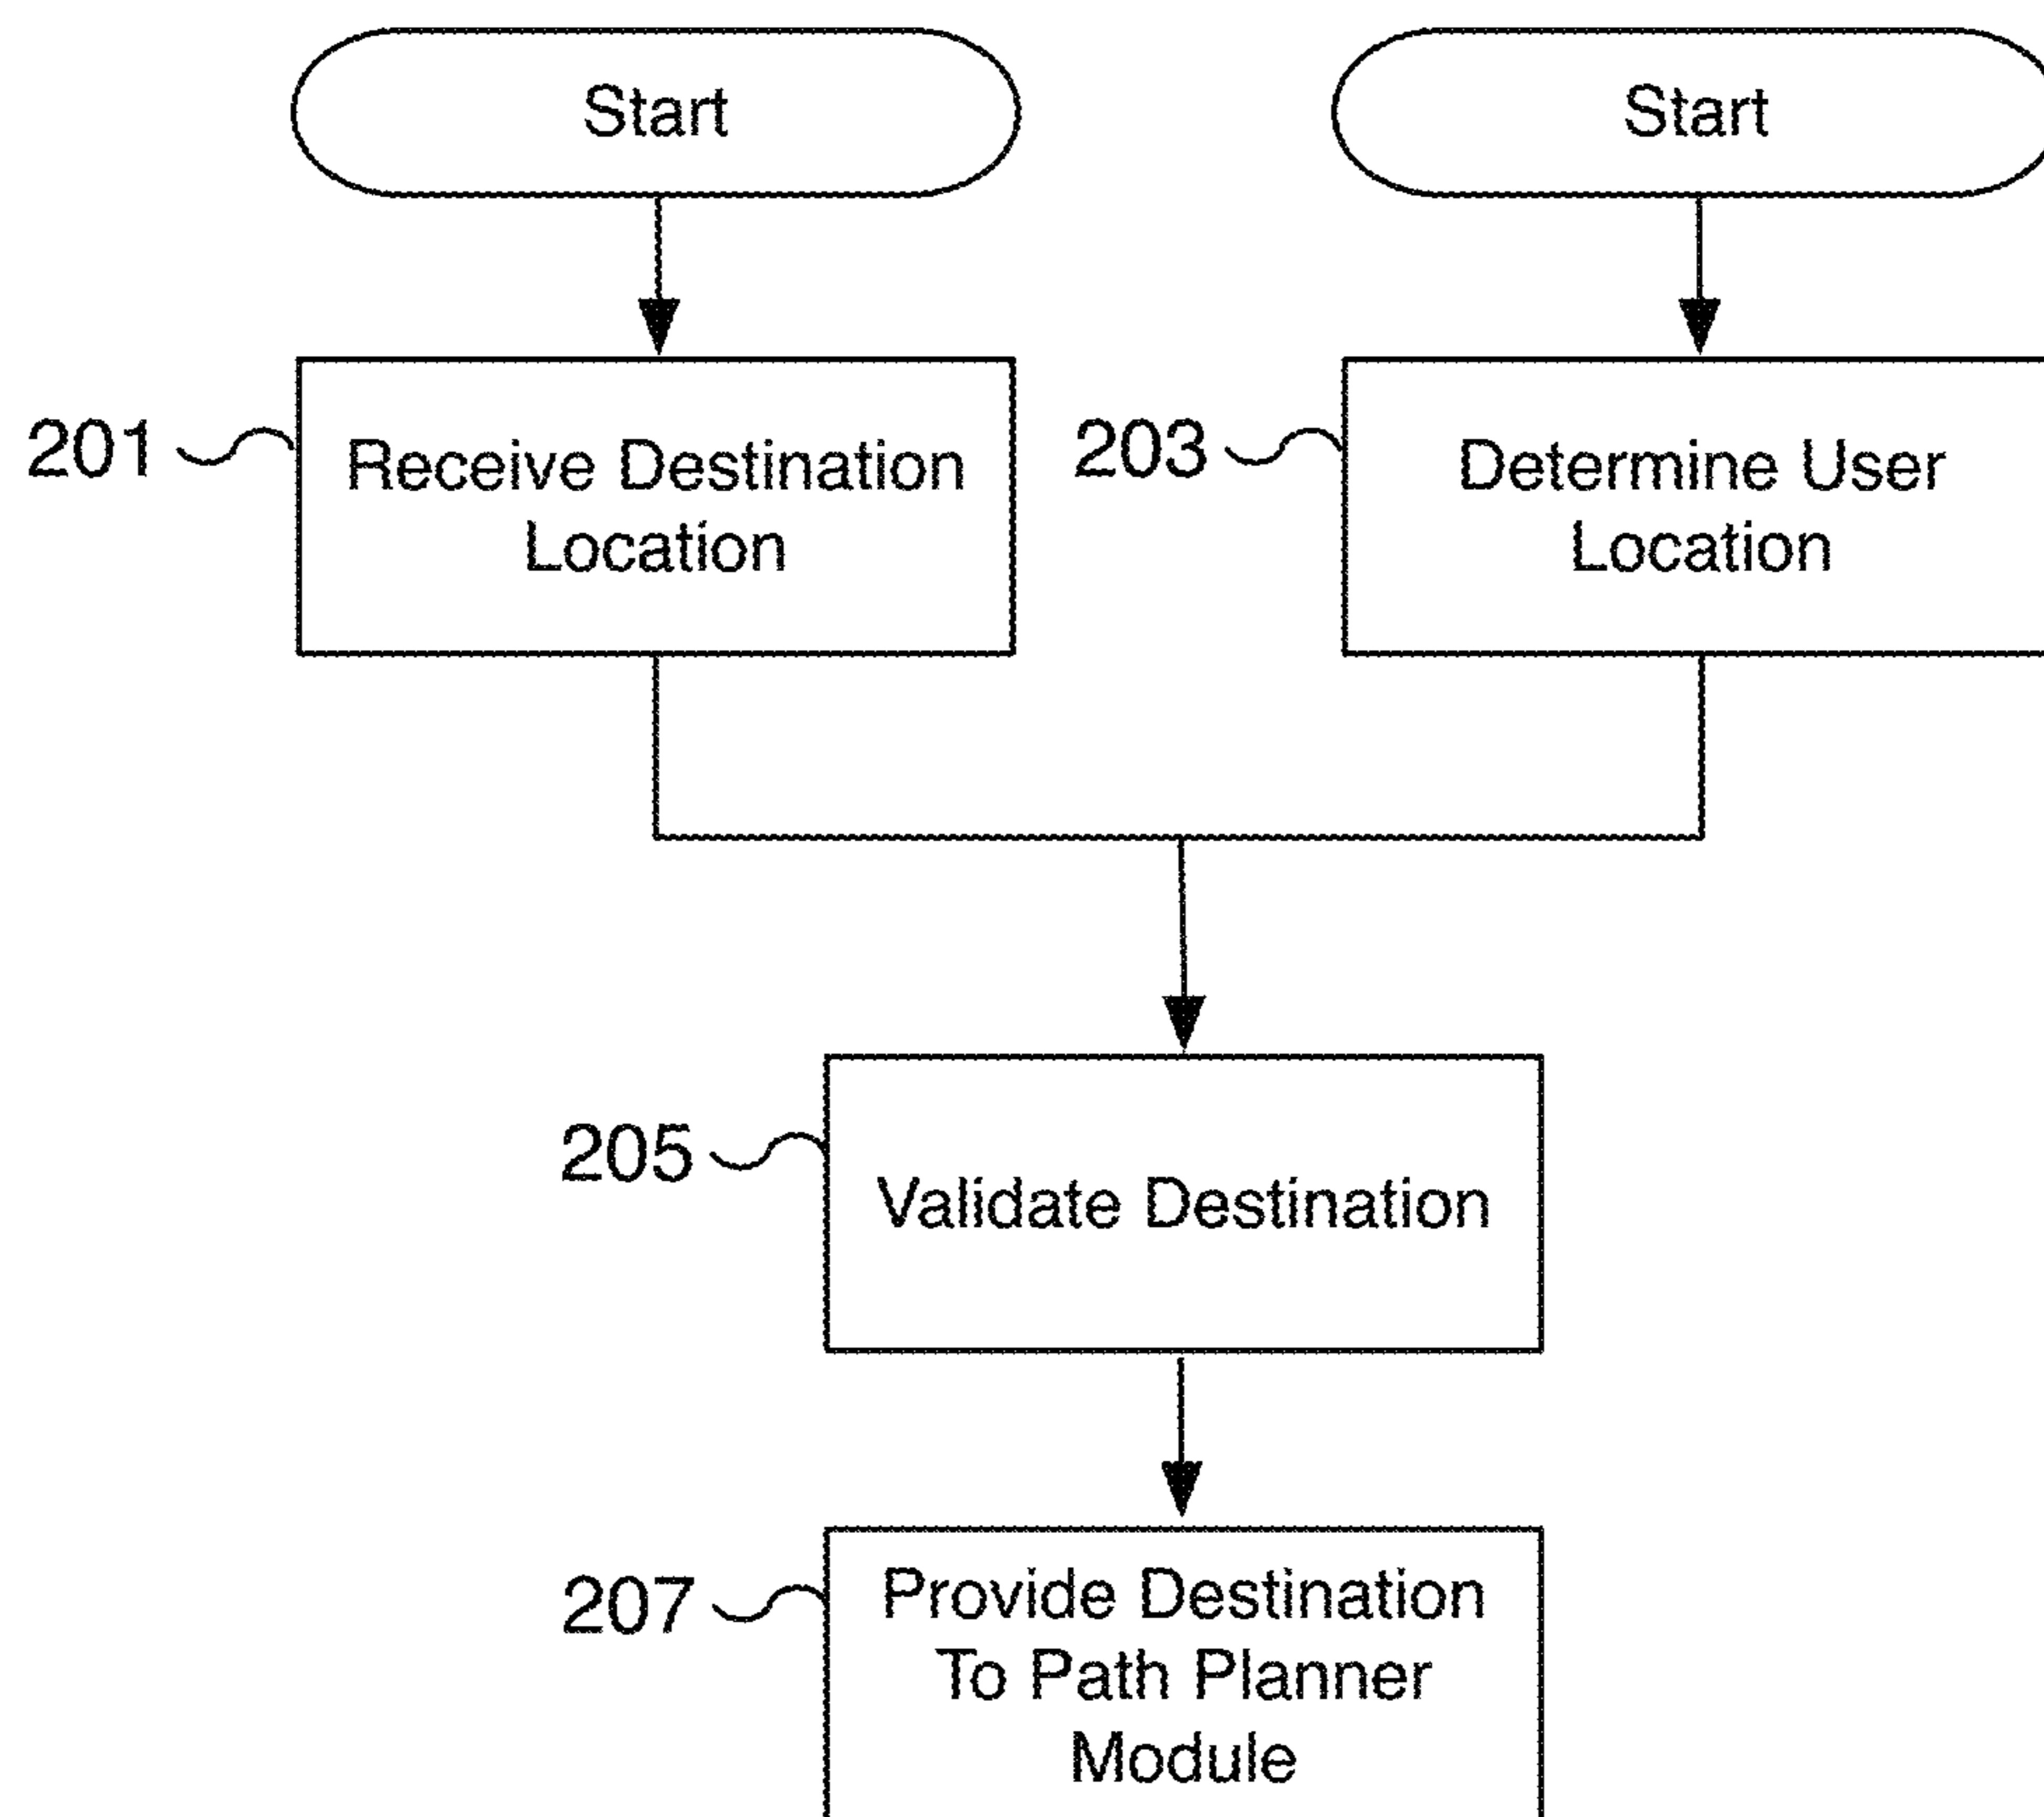 Start
Start
201
Receive Destination
Location
203
Determine User
Location
205
Validate Destination
207
Provide Destination
To Path Planner
Module